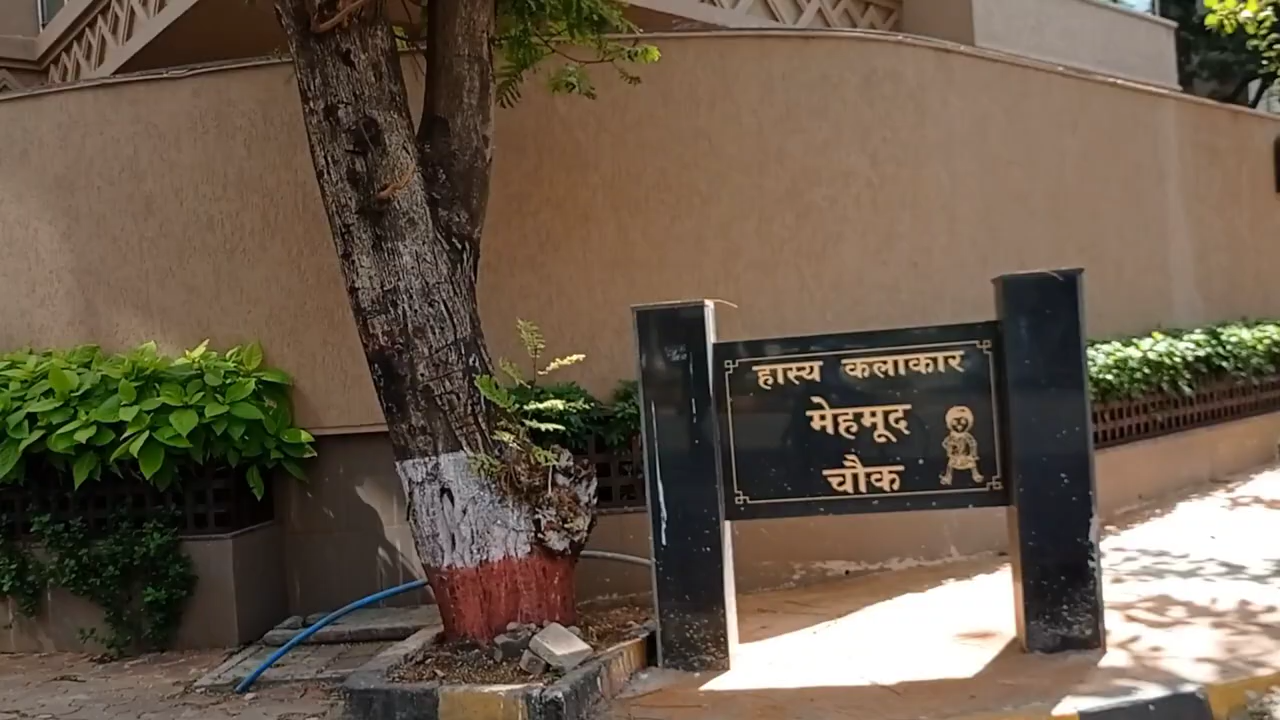 हास्य कलाकार
मेहमूद
चौक